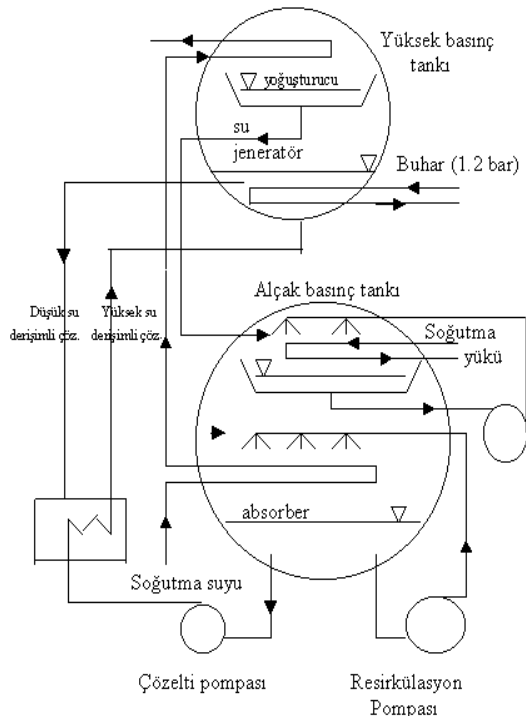 Yüksek basınç
tankı
yoğuşturucu
su
jeneratör
Buhar (1.2 bar)
Düşük su
derişimli çöz.
Yüksek su
derişimli çöz.
Alçak basınç tankı
Soğutma
yükü
absorber
Soğutma suyu
Çözelti pompası
Resirkülasyon
Pompası